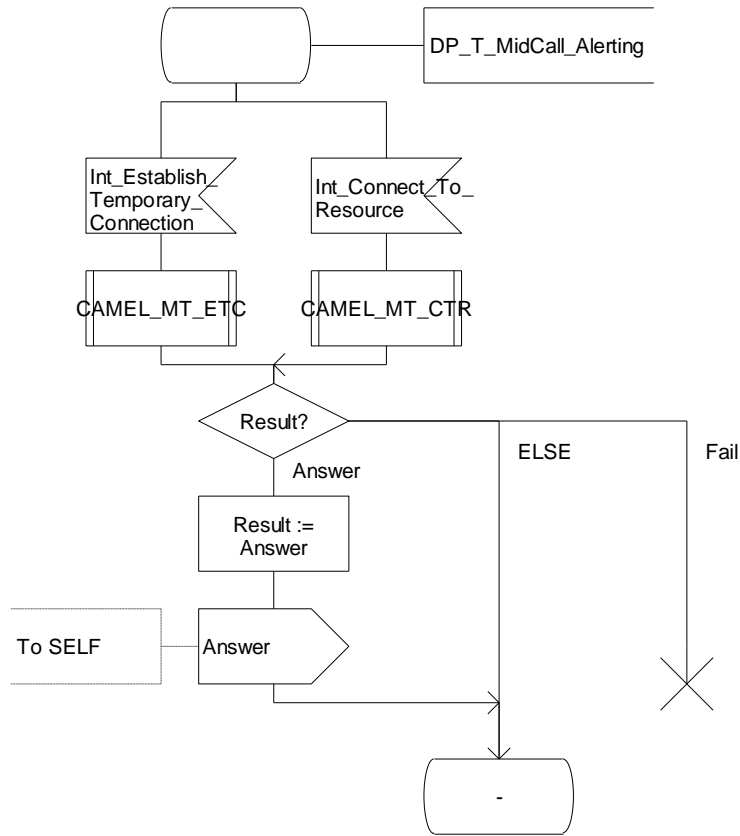 DP_T_MidCall_Alerting
Int_Establish_
Temporary_
Connection
Int_Connect_To_
Resource
CAMEL_MT_ETC
CAMEL_MT_CTR
Result?
ELSE
Fail
Answer
Result :=
Answer
To SELF
Answer
-